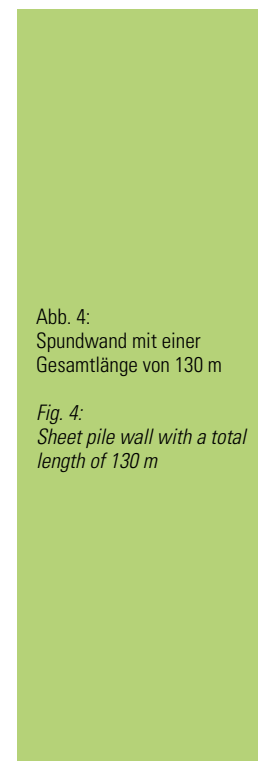 Abb. 4:
Spundwand mit einer
Gesamtlänge von 130 m
Fig. 4:
Sheet pile wall with a total
length of 130 m